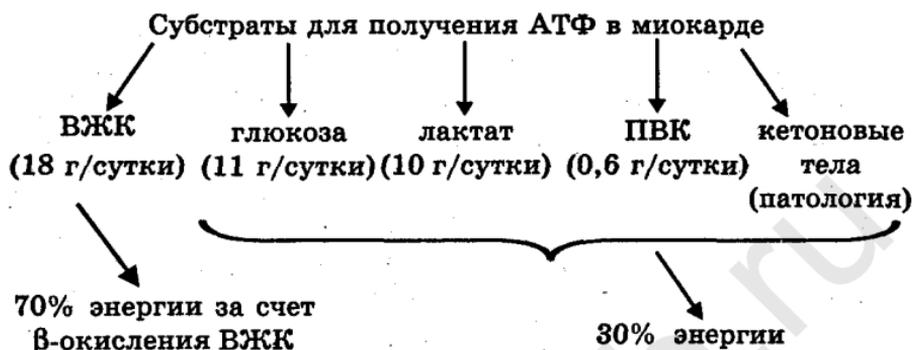 Субстраты для получения АТФ в миокарде
ВЖК глюкоза лактат ПВК кетоновые
(18 г/сутки) (11 г/сутки) (10 г/сутки) (0,6 г/сутки) тела
(патология)
70% энергии за счет
β-окисления ВЖК 30% энергии
ru